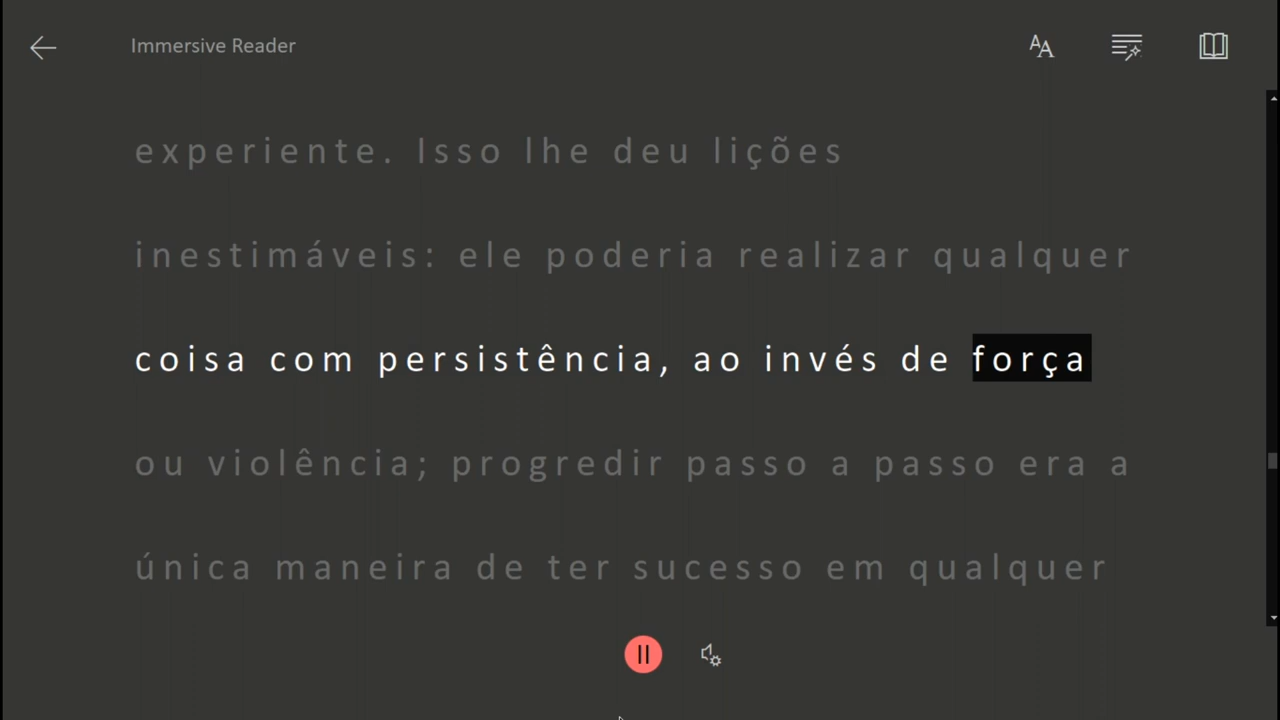 Immersive Reader
experiente. Isso lhe deu lições
inestimáveis: ele poderia realizar qualquer
coisa com persistência, ao invés de força
ou violência; progredir passo a passo era a
única maneira de ter sucesso em qualquer